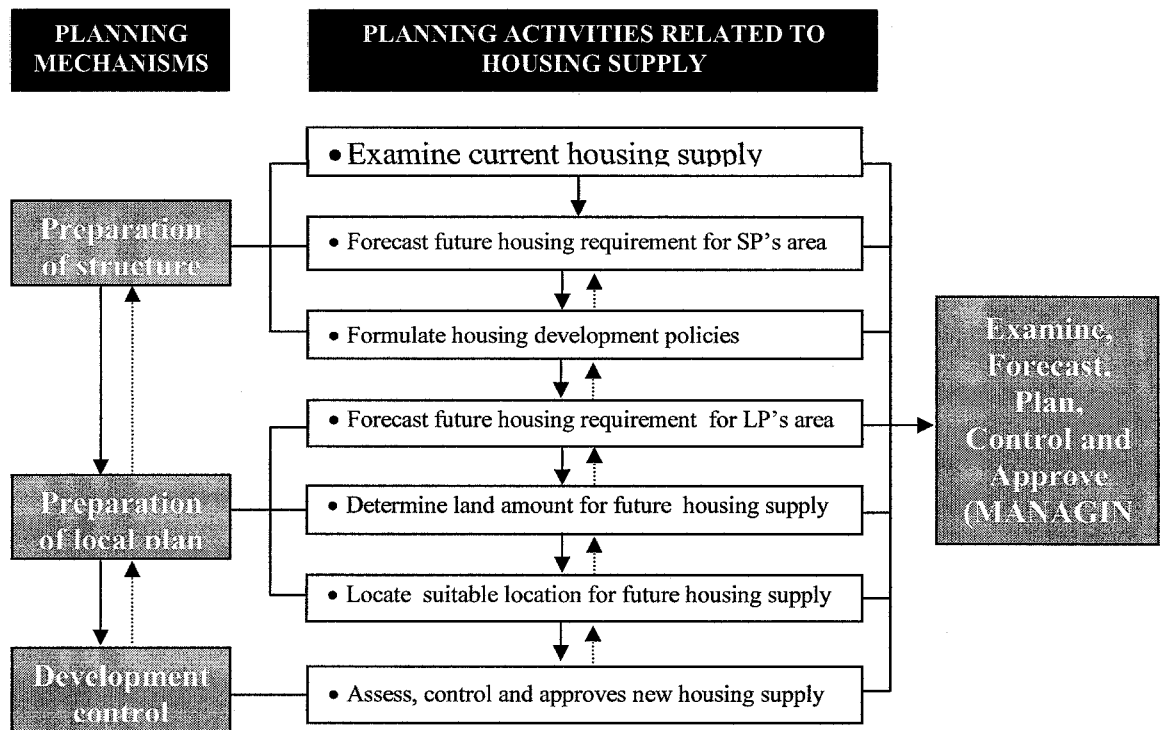 PLANNING
MECHANISMS
PLANNING ACTIVITIES RELATED TO
HOUSING SUPPLY
• Examine current housing supply
Preparation
of structure
• Forecast future housing requirement for SP's area
• Formulate housing development policies
• Forecast future housing requirement for LP's area
Preparation
of local plan
• Determine land amount for future housing supply
• Locate suitable location for future housing supply
Development
control
• Assess, control and approves new housing supply
Examine,
Forecast,
Plan,
Control and
Approve
(MANAGIN